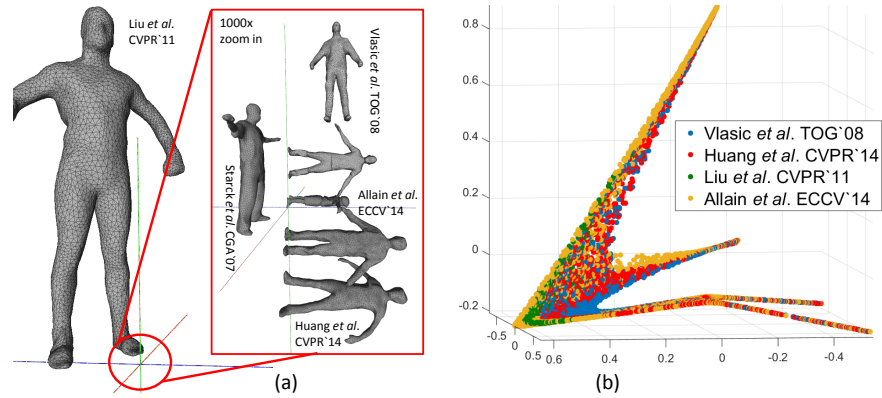 Liu et al.
CVPR`11
1000x
zoom in
Vlasic et al.
TOG`08
Starck et al. CGA'07
Allain et al.
ECCV`14
Huang et al.
CVPR`14
(a)
0.8
0.6
0.4
0.2
0
-0.2
-0.5
0
0.5
0.6
0.4
0.2
0
-0.2
-0.4
Vlasic et al. TOG`08
Huang et al. CVPR`14
Liu et al. CVPR`11
Allain et al. ECCV`14
(b)